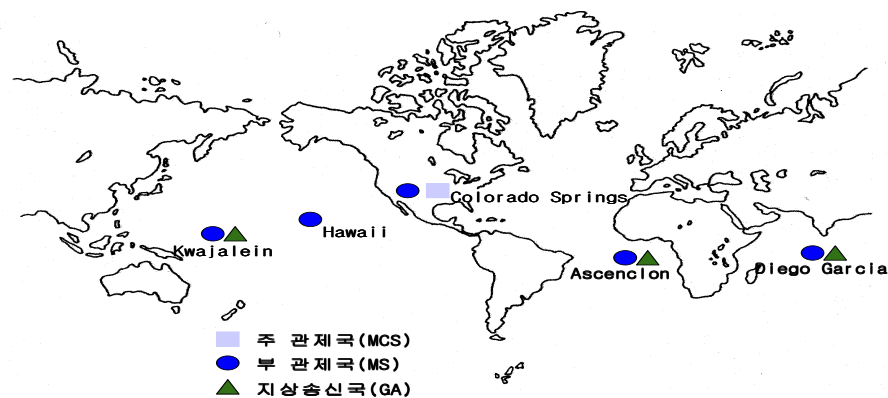 Colorado Springs
Hawaii
Kwajalein
Ascencion
Diego Garcia
주 관제국(MCS)
부 관제국(MS)
지상송신국(GA)